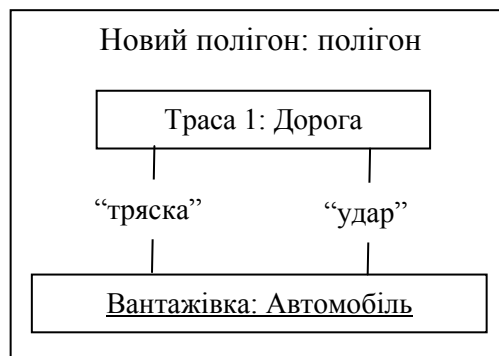 Новий полігон: полігон
Траса 1: Дорога
“тряска” “удар”
Вантажівка: Автомобіль